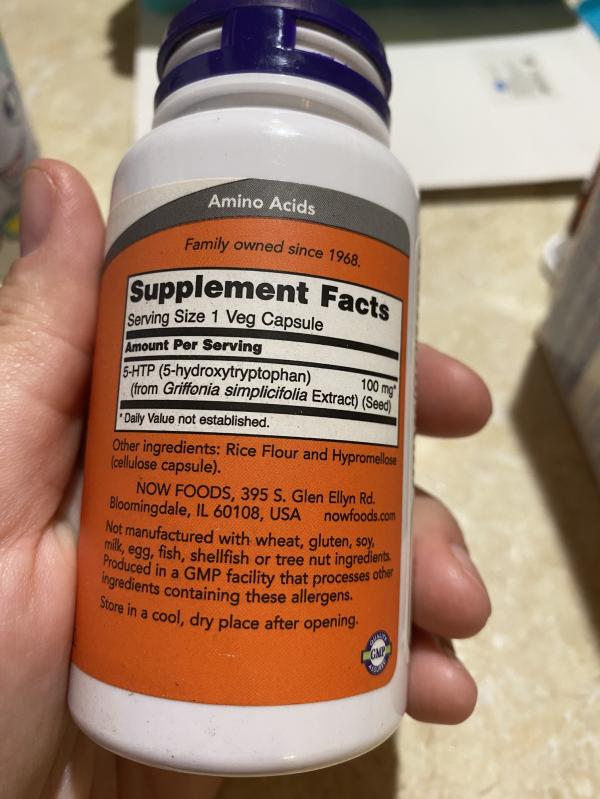 Amino Acids
Family owned since 1968.
Supplement Facts
Serving Size 1 Veg Capsule
Amount Per Serving
5-HTP (5-hydroxytryptophan) 100 mg*
(from Griffonia simplicifolia Extract) (Seed)
* Daily Value not established.
Other ingredients: Rice Flour and Hypromellose
(cellulose capsule).
NOW FOODS, 395 S. Glen Ellyn Rd.
Bloomingdale, IL 60108, USA nowfoods.com
Not manufactured with wheat, gluten, soy,
milk, egg, fish, shellfish or tree nut ingredients.
Produced in a GMP facility that processes other
ingredients containing these allergens.
Store in a cool, dry place after opening.
QUALITY
GMP